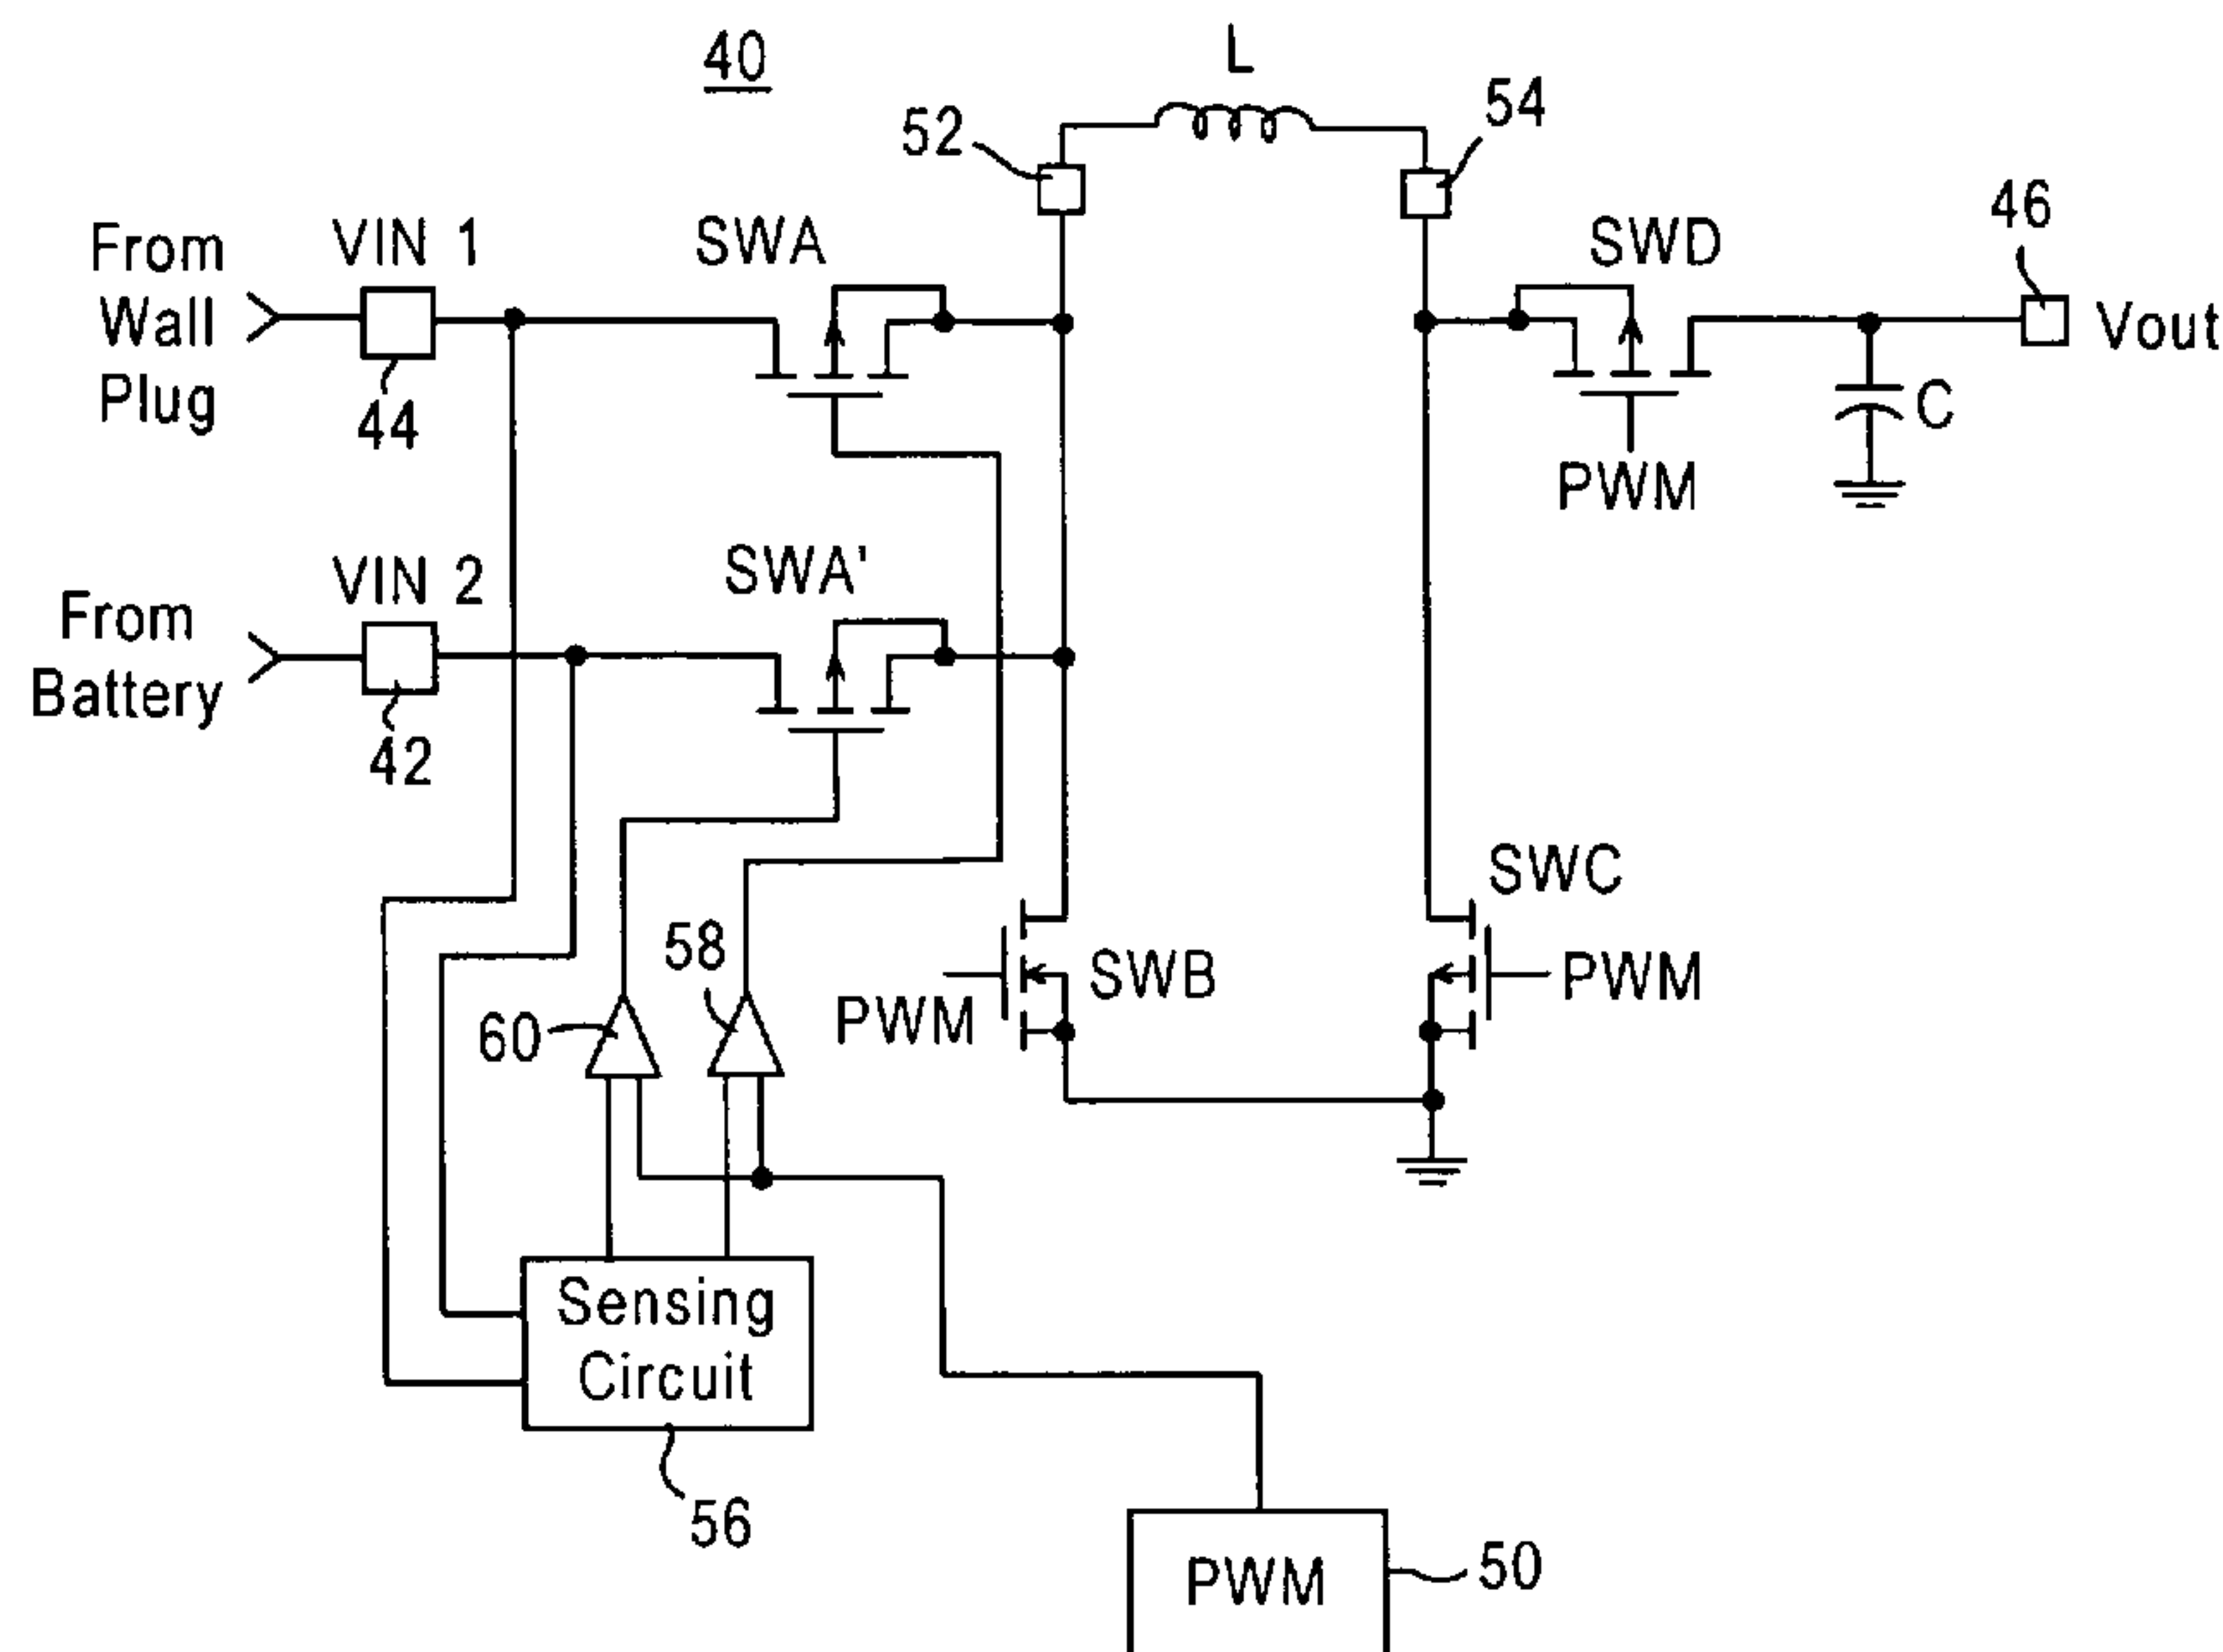 40
L
52
54
46
From
Wall
Plug
VIN 1
SWA
SWD
Vout
44
C
PWM
From
Battery
VIN 2
SWA'
42
SWC
58
SWB
PWM
PWM
60
Sensing
Circuit
56
PWM
50